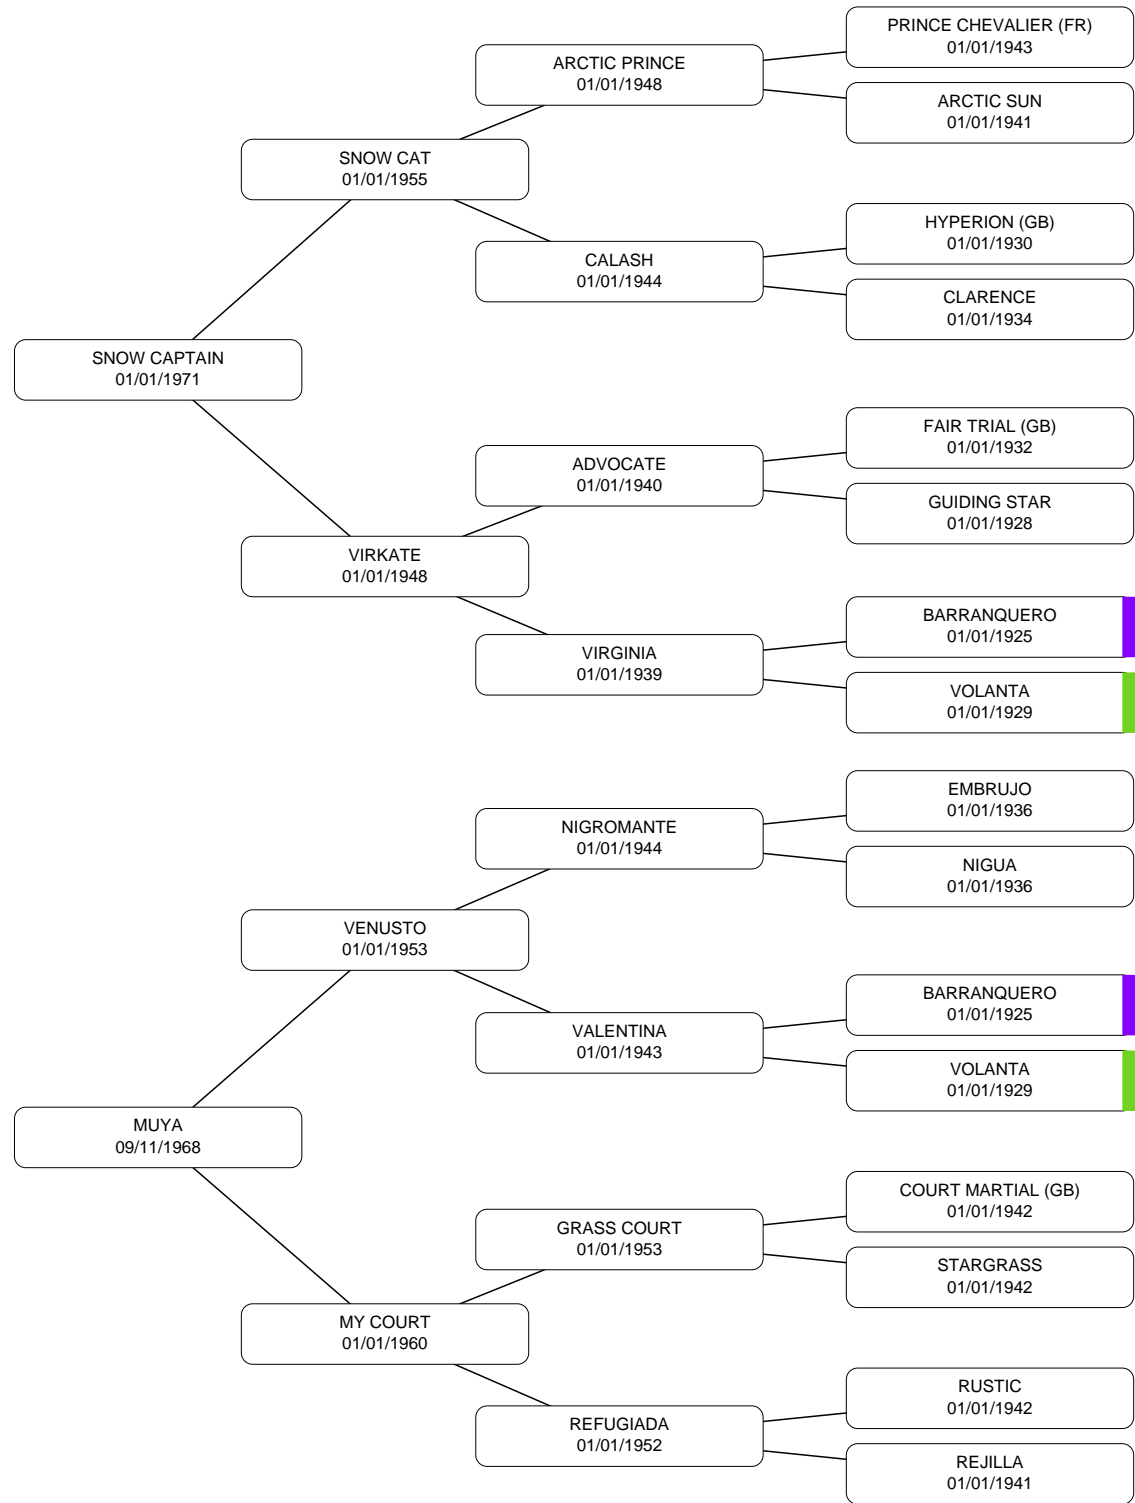 PRINCE CHEVALIER (FR)
01/01/1943
ARCTIC PRINCE
01/01/1948
ARCTIC SUN
01/01/1941
SNOW CAT
01/01/1955
HYPERION (GB)
01/01/1930
CALASH
01/01/1944
CLARENCE
01/01/1934
SNOW CAPTAIN
01/01/1971
FAIR TRIAL (GB)
01/01/1932
ADVOCATE
01/01/1940
GUIDING STAR
01/01/1928
VIRKATE
01/01/1948
BARRANQUERO
01/01/1925
VIRGINIA
01/01/1939
VOLANTA
01/01/1929
EMBRUJO
01/01/1936
NIGROMANTE
01/01/1944
NIGUA
01/01/1936
VENUSTO
01/01/1953
BARRANQUERO
01/01/1925
VALENTINA
01/01/1943
VOLANTA
01/01/1929
MUYA
09/11/1968
COURT MARTIAL (GB)
01/01/1942
GRASS COURT
01/01/1953
STARGRASS
01/01/1942
MY COURT
01/01/1960
RUSTIC
01/01/1942
REFUGIADA
01/01/1952
REJILLA
01/01/1941